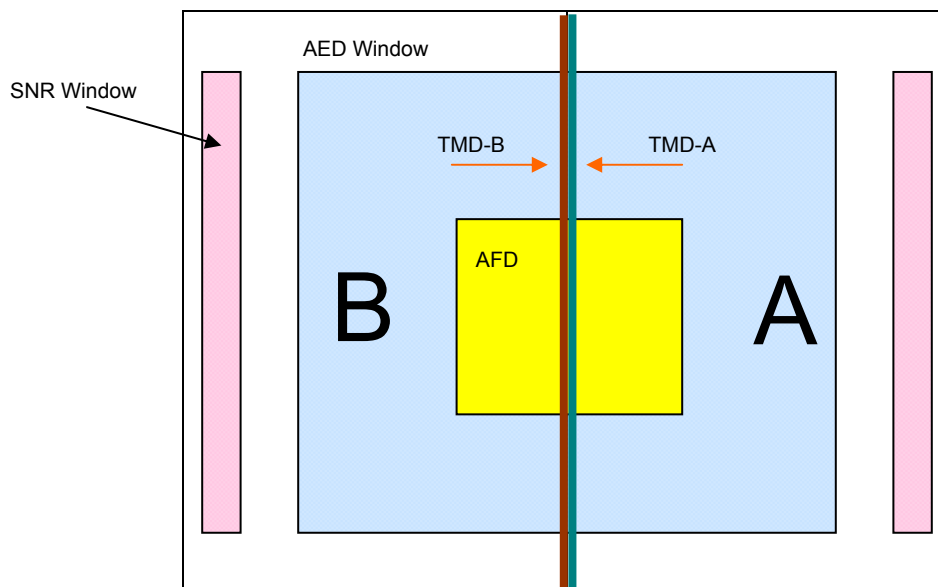 AED Window
SNR Window
TMD-B
TMD-A
AFD
B
A